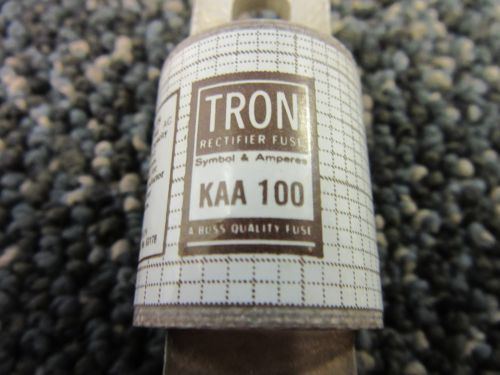 TRON
RECTIFIER FUSE
Symbol & Amperes
KAA 100
A BUSS QUALITY FUSE
A.C.